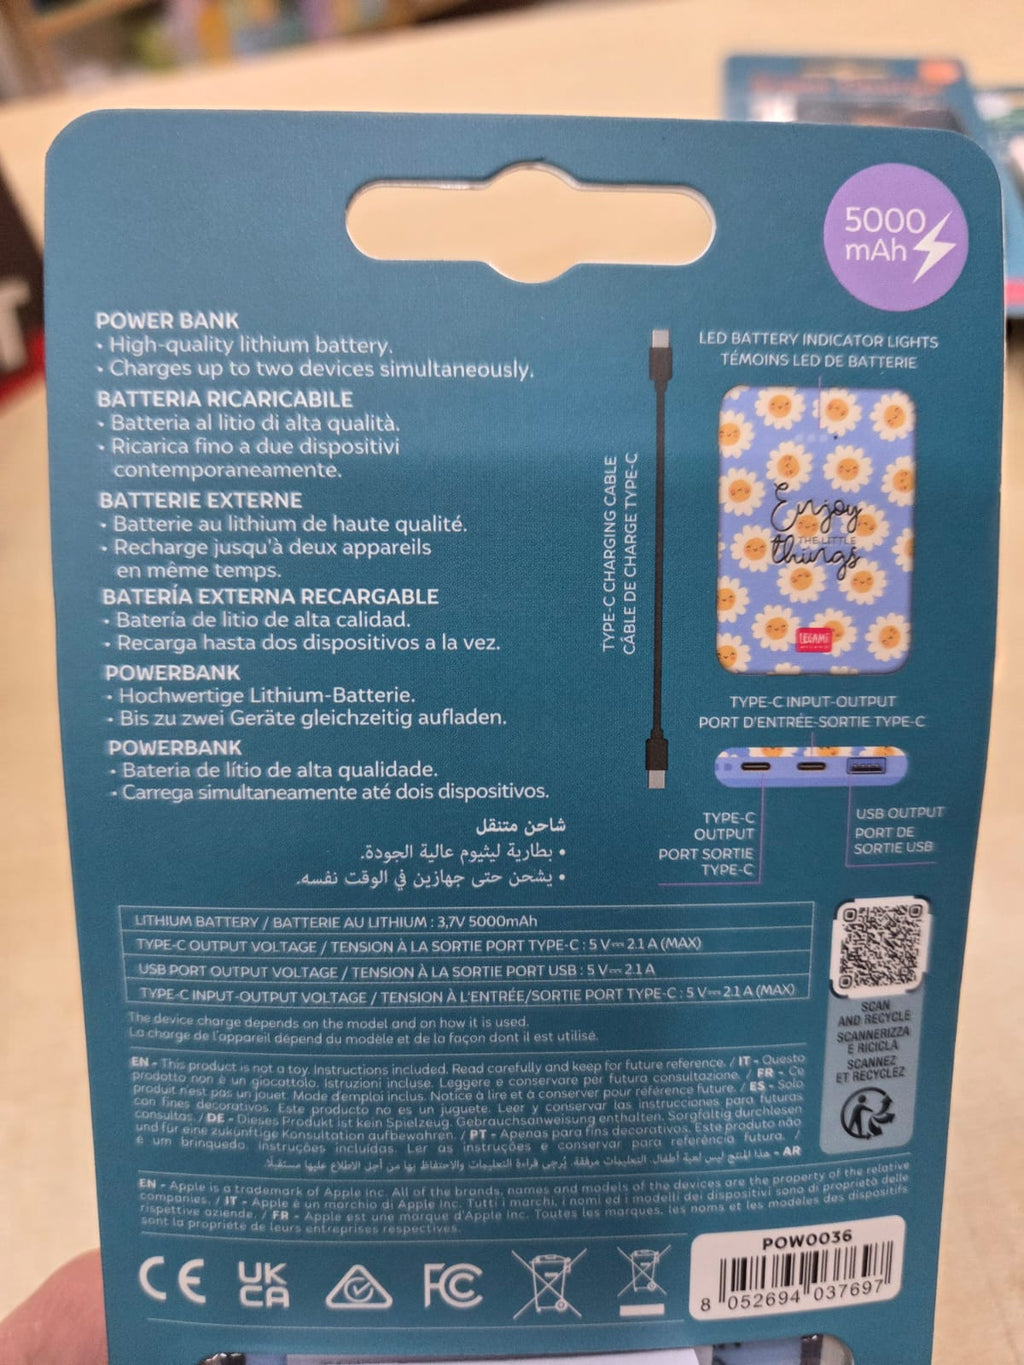 5000
mAh
POWER BANK
• High-quality lithium battery.
• Charges up to two devices simultaneously.
BATTERIA RICARICABILE
• Batteria al litio di alta qualità.
• Ricarica fino a due dispositivi
contemporaneamente.
BATTERIE EXTERNE
• Batterie au lithium de haute qualité.
• Recharge jusqu'à deux appareils
en même temps.
BATERÍA EXTERNA RECARGABLE
• Batería de litio de alta calidad.
• Recarga hasta dos dispositivos a la vez.
POWERBANK
• Hochwertige Lithium-Batterie.
• Bis zu zwei Geräte gleichzeitig aufladen.
POWERBANK
• Bateria de lítio de alta qualidade.
• Carrega simultaneamente até dois dispositivos.
شاحن متنقل
• بطارية ليثيوم عالية الجودة.
• يشحن حتى جهازين في الوقت نفسه.
LED BATTERY INDICATOR LIGHTS
TÉMOINS LED DE BATTERIE
TYPE-C CHARGING CABLE
CÂBLE DE CHARGE TYPE-C
Enjoy
THE LITTLE
things
LEGAMI
TYPE-C INPUT-OUTPUT
PORT D'ENTRÉE-SORTIE TYPE-C
TYPE-C
OUTPUT
PORT SORTIE
TYPE-C
USB OUTPUT
PORT DE
SORTIE USB
LITHIUM BATTERY / BATTERIE AU LITHIUM : 3,7V 5000mAh
TYPE-C OUTPUT VOLTAGE / TENSION À LA SORTIE PORT TYPE-C : 5 V⎓ 2.1 A (MAX)
USB PORT OUTPUT VOLTAGE / TENSION À LA SORTIE PORT USB : 5 V⎓ 2.1 A
TYPE-C INPUT-OUTPUT VOLTAGE / TENSION À L'ENTRÉE/SORTIE PORT TYPE-C : 5 V⎓ 2.1 A (MAX)
The device charge depends on the model and on how it is used.
La charge de l'appareil dépend du modèle et de la façon dont il est utilisé.
SCAN
AND RECYCLE
SCANNERIZZA
E RICICLA
SCANNEZ
ET RECYCLEZ
EN - This product is not a toy. Instructions included. Read carefully and keep for future reference. / IT - Questo
prodotto non è un giocattolo. Istruzioni incluse. Leggere e conservare per futura consultazione. / FR - Ce
produit n'est pas un jouet. Mode d'emploi inclus. Notice à lire et à conserver pour référence future. / ES - Solo
con fines decorativos. Este producto no es un juguete. Leer y conservar las instrucciones para futuras
consultas. / DE - Dieses Produkt ist kein Spielzeug. Gebrauchsanweisung enthalten. Sorgfältig durchlesen
und für eine zukünftige Konsultation aufbewahren. / PT - Apenas para fins decorativos. Este produto não
é um brinquedo. Instruções incluídas. Ler as instruções e conservar para referência futura. /
AR - هذا المنتج ليس لعبة أطفال. التعليمات مرفقة. يُرجى قراءة التعليمات والاحتفاظ بها من أجل الاطلاع عليها مستقبلًا.
EN - Apple is a trademark of Apple Inc. All of the brands, names and models of the devices are the property of the relative
companies. / IT - Apple è un marchio di Apple Inc. Tutti i marchi, i nomi ed i modelli dei dispositivi sono di proprietà delle
rispettive aziende. / FR - Apple est une marque d'Apple Inc. Toutes les marques, les noms et les modèles des dispositifs
sont la propriété de leurs entreprises respectives.
CE
UK
CA
FC
POW0036
8 052694 037697